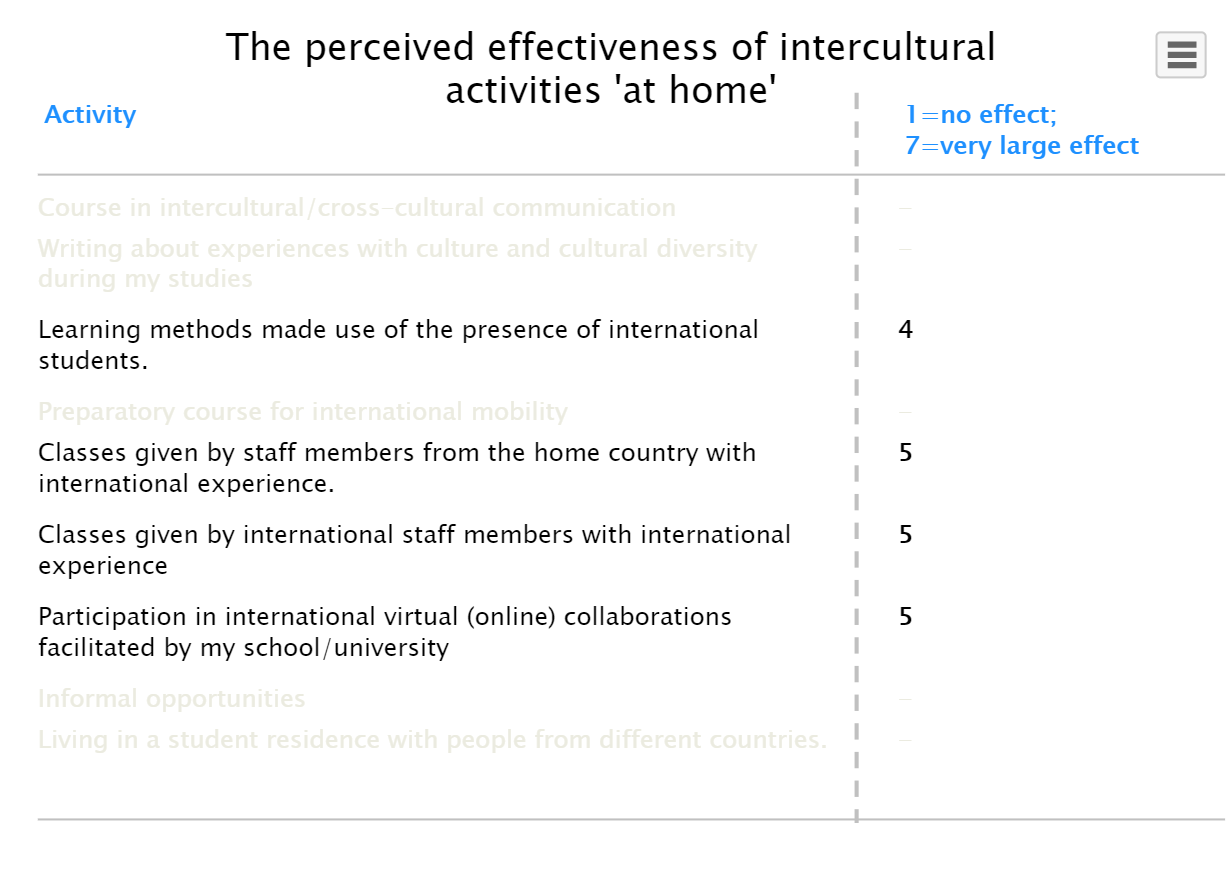 The perceived effectiveness of intercultural
activities 'at home'
Activity
1=no effect;
7=very large effect
Course in intercultural/cross-cultural communication –
Writing about experiences with culture and cultural diversity –
during my studies
Learning methods made use of the presence of international 4
students.
Preparatory course for international mobility –
Classes given by staff members from the home country with 5
international experience.
Classes given by international staff members with international 5
experience
Participation in international virtual (online) collaborations 5
facilitated by my school/university
Informal opportunities –
Living in a student residence with people from different countries. –